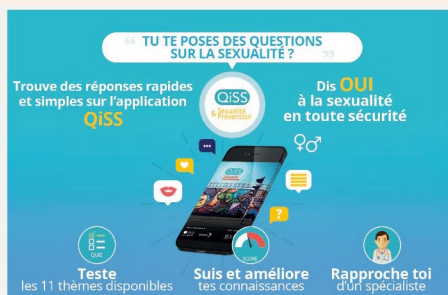 TU TE POSES DES QUESTIONS
SUR LA SEXUALITÉ ?
Trouve des réponses rapides
et simples sur l'application
QiSS
QiSS
& Sexualité
Prévention
Dis OUI
à la sexualité
en toute sécurité
QiSS
QUIZ
Teste
les 11 thèmes disponibles
SCORE
Suis et améliore
tes connaissances
Rapproche toi
d'un spécialiste